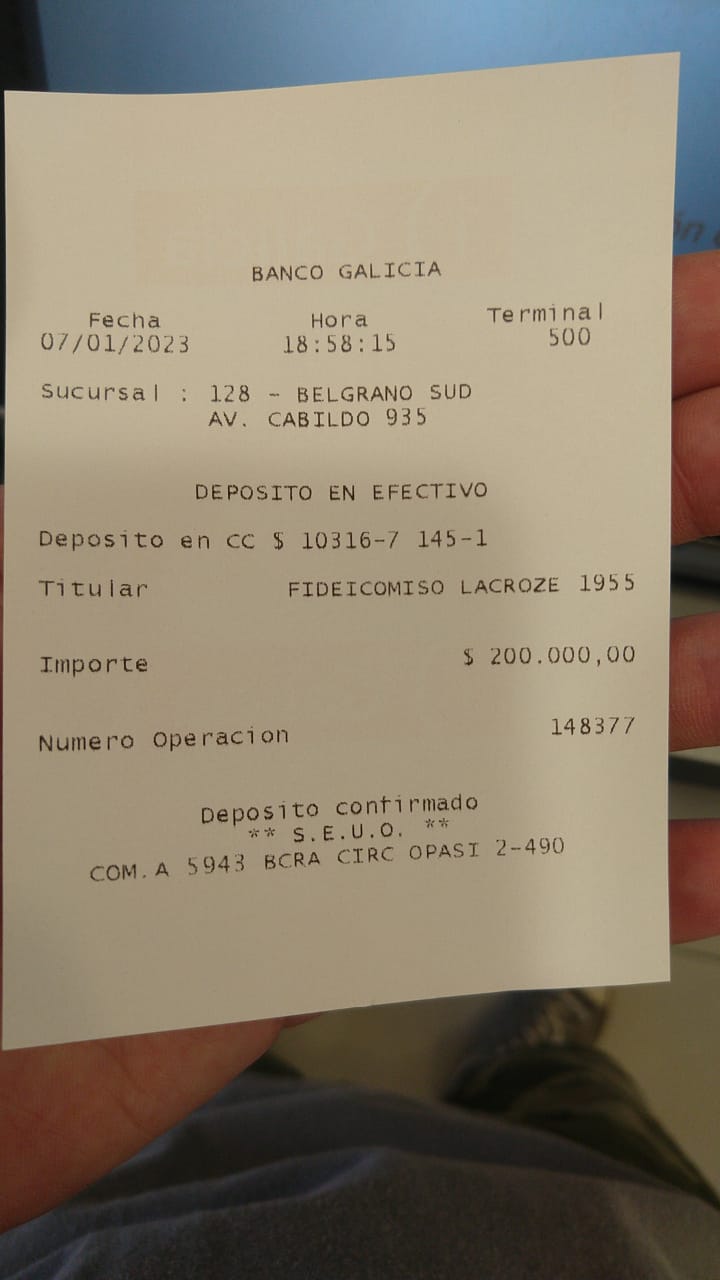 BANCO GALICIA
Fecha Hora Terminal
07/01/2023 18:58:15 500
Sucursal : 128 - BELGRANO SUD
AV. CABILDO 935
DEPOSITO EN EFECTIVO
Deposito en CC $ 10316-7 145-1
Titular FIDEICOMISO LACROZE 1955
Importe $ 200.000,00
Numero Operacion 148377
Deposito confirmado
** S.E.U.O. **
COM.A 5943 BCRA CIRC OPASI 2-490